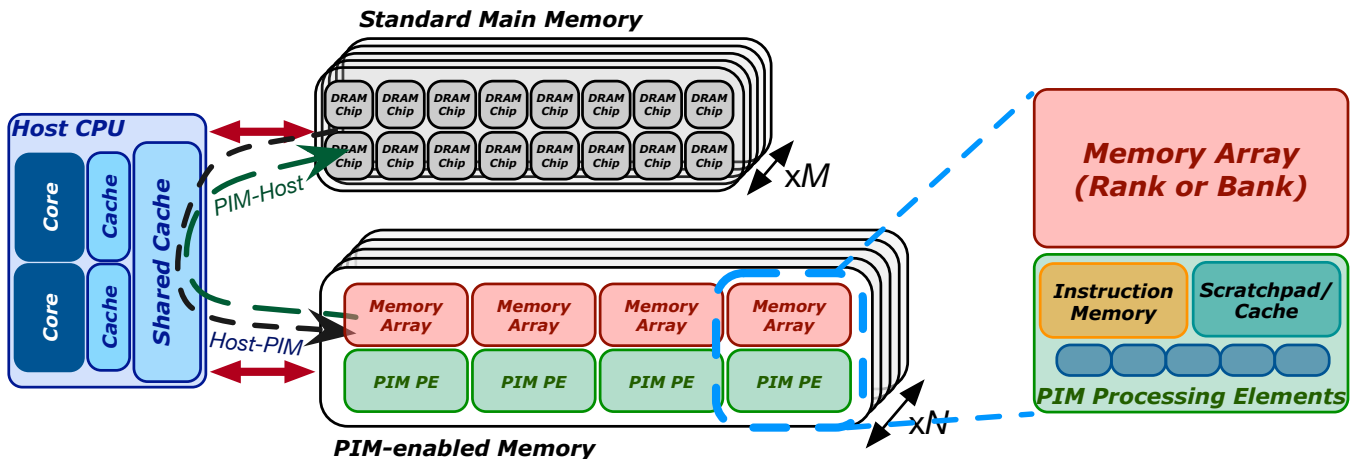 Standard Main Memory
DRAM DRAM DRAM DRAM DRAM DRAM DRAM DRAM
Chip Chip Chip Chip Chip Chip Chip Chip
DRAM DRAM DRAM DRAM DRAM DRAM DRAM DRAM
Chip Chip Chip Chip Chip Chip Chip Chip
xM
Host CPU
Core
Cache
Core
Cache
Shared Cache
PIM-Host
Host-PIM
Memory Memory Memory Memory
Array Array Array Array
PIM PE PIM PE PIM PE PIM PE
xN
PIM-enabled Memory
Memory Array
(Rank or Bank)
Instruction
Memory
Scratchpad/
Cache
PIM Processing Elements